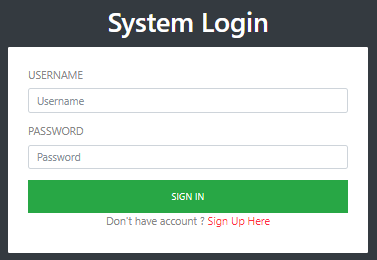 System Login
USERNAME
Username
PASSWORD
Password
SIGN IN
Don't have account ? Sign Up Here